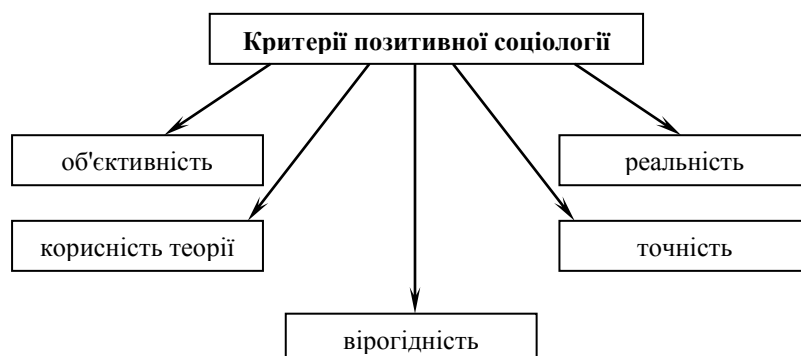 Критерії позитивної соціології
об'єктивність
реальність
корисність теорії
точність
вірогідність